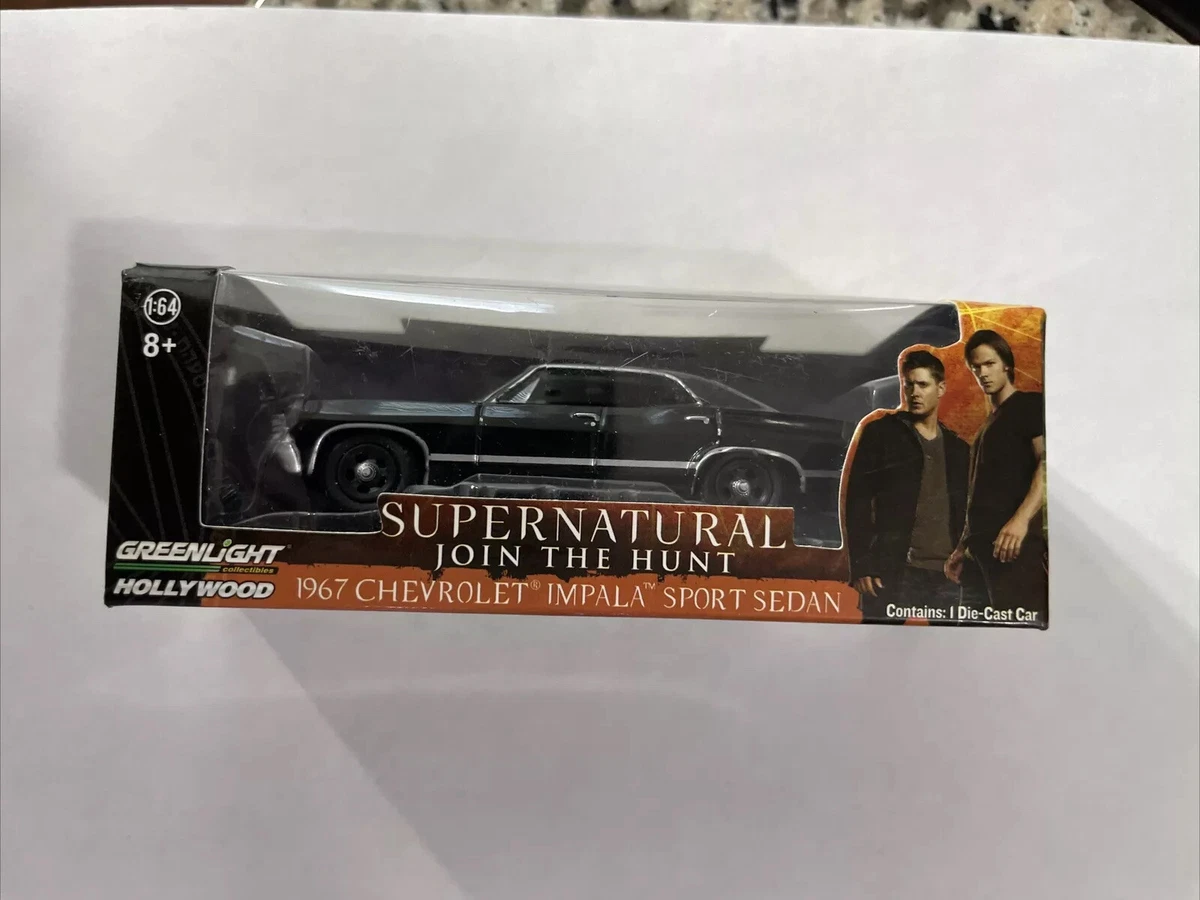 1:64
8+
SUPERNATURAL
JOIN THE HUNT
GREENLIGHT®
collectibles
HOLLYWOOD
1967 CHEVROLET® IMPALA™ SPORT SEDAN
Contains: 1 Die-Cast Car